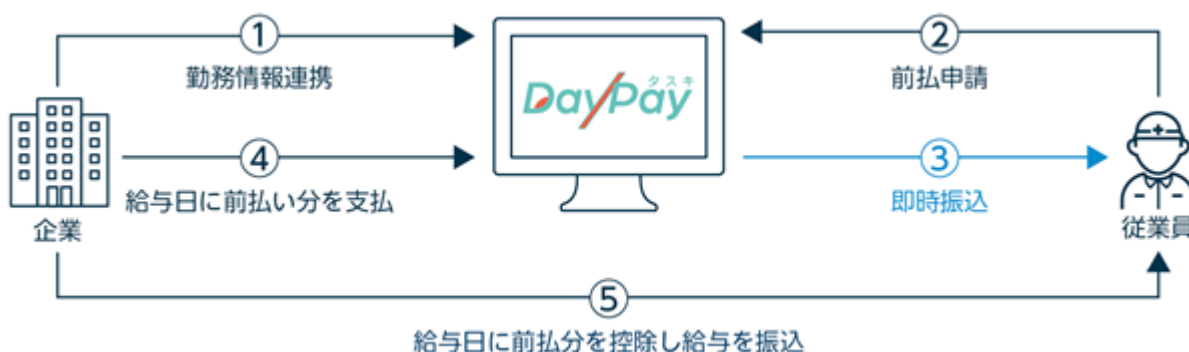 ①
勤務情報連携
②
前払申請
タスキ
Day/Pay
④
給与日に前払い分を支払
③
即時振込
企業
従業員
⑤
給与日に前払分を控除し給与を振込